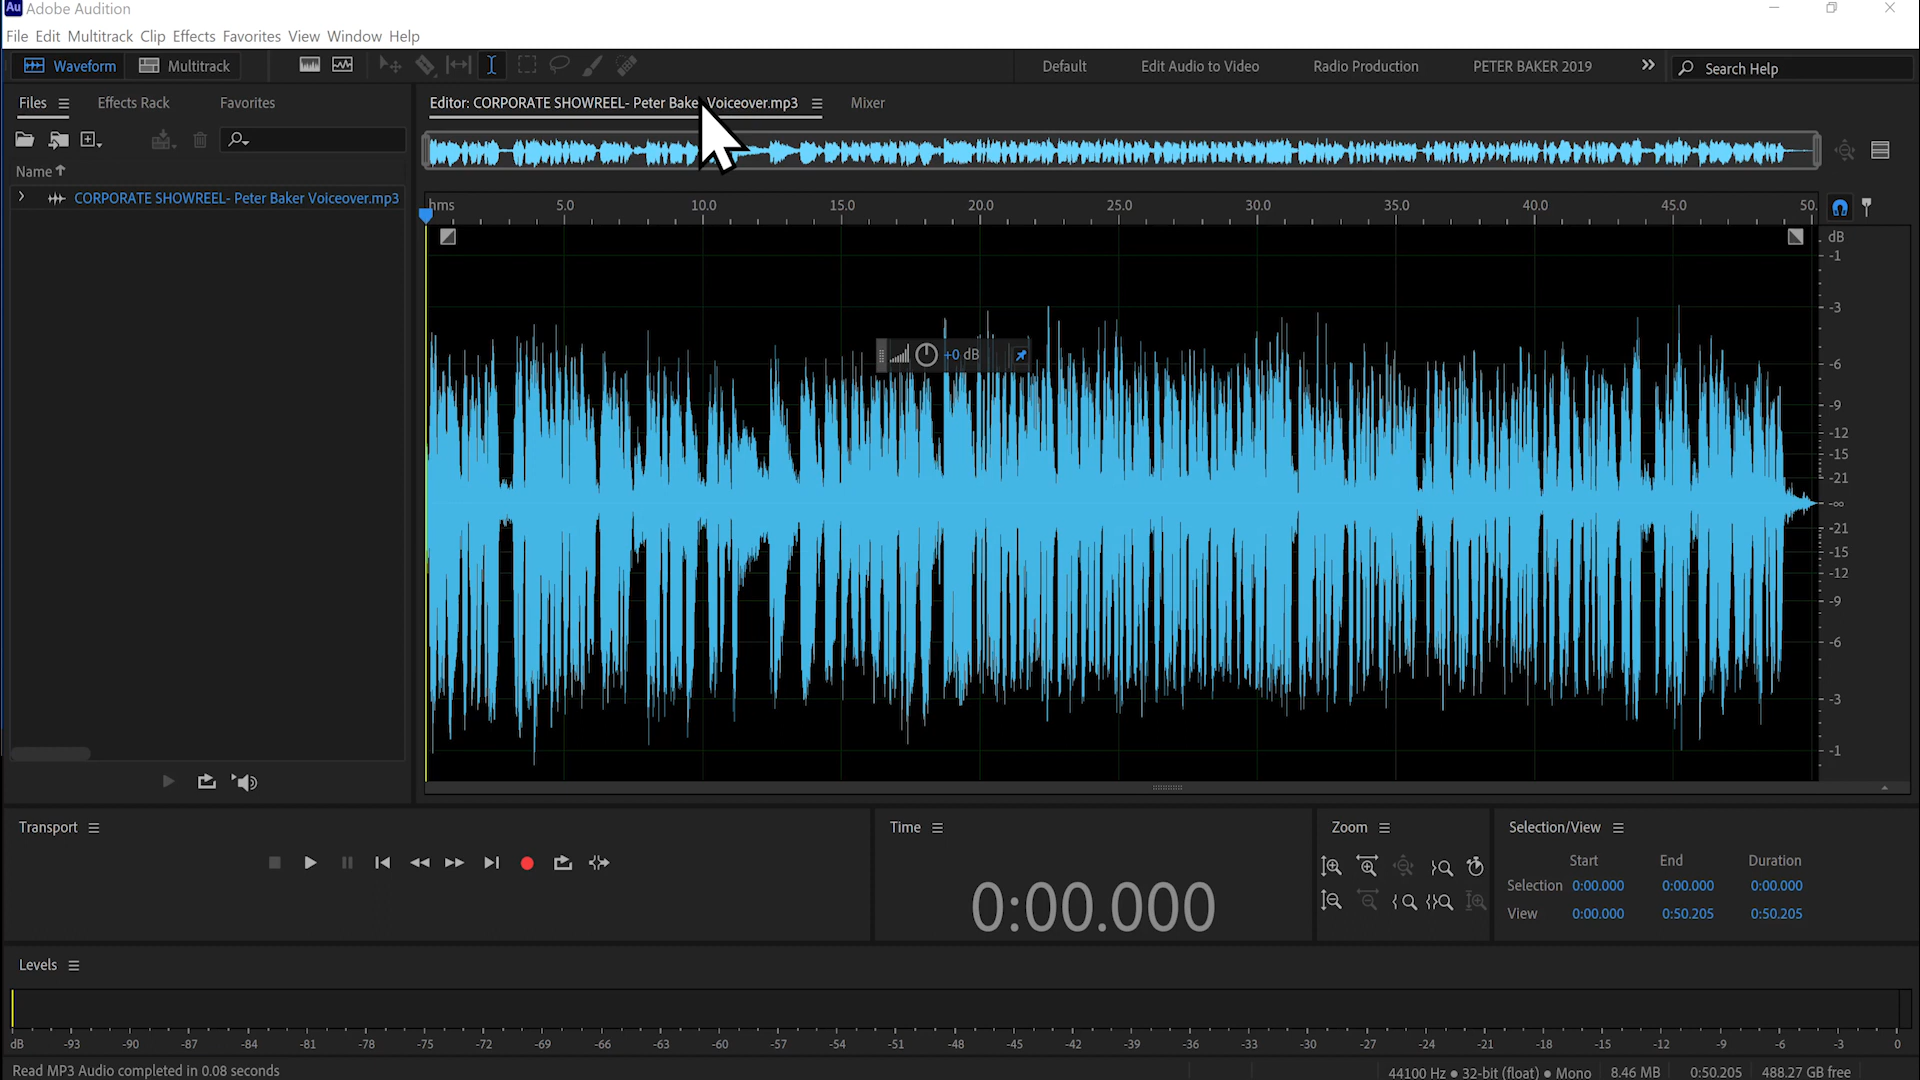 Au Adobe Audition
File Edit Multitrack Clip Effects Favorites View Window Help
Waveform Multitrack Default Edit Audio to Video Radio Production PETER BAKER 2019 Search Help
Files Effects Rack Favorites
Editor: CORPORATE SHOWREEL- Peter Bake Voiceover.mp3 Mixer
Name
CORPORATE SHOWREEL- Peter Baker Voiceover.mp3
hms 5.0 10.0 15.0 20.0 25.0 30.0 35.0 40.0 45.0 50.
dB
-1
-3
-6
-9
-12
-15
-21
-∞
-21
-15
-12
-9
-6
-3
-1
+0 dB
Transport
Time
0:00.000
Zoom
Selection/View
Start End Duration
Selection 0:00.000 0:00.000 0:00.000
View 0:00.000 0:50.205 0:50.205
Levels
dB -93 -90 -87 -84 -81 -78 -75 -72 -69 -66 -63 -60 -57 -54 -51 -48 -45 -42 -39 -36 -33 -30 -27 -24 -21 -18 -15 -12 -9 -6 -3 0
Read MP3 Audio completed in 0.08 seconds
44100 Hz ● 32-bit (float) ● Mono 8.46 MB 0:50.205 488.27 GB free